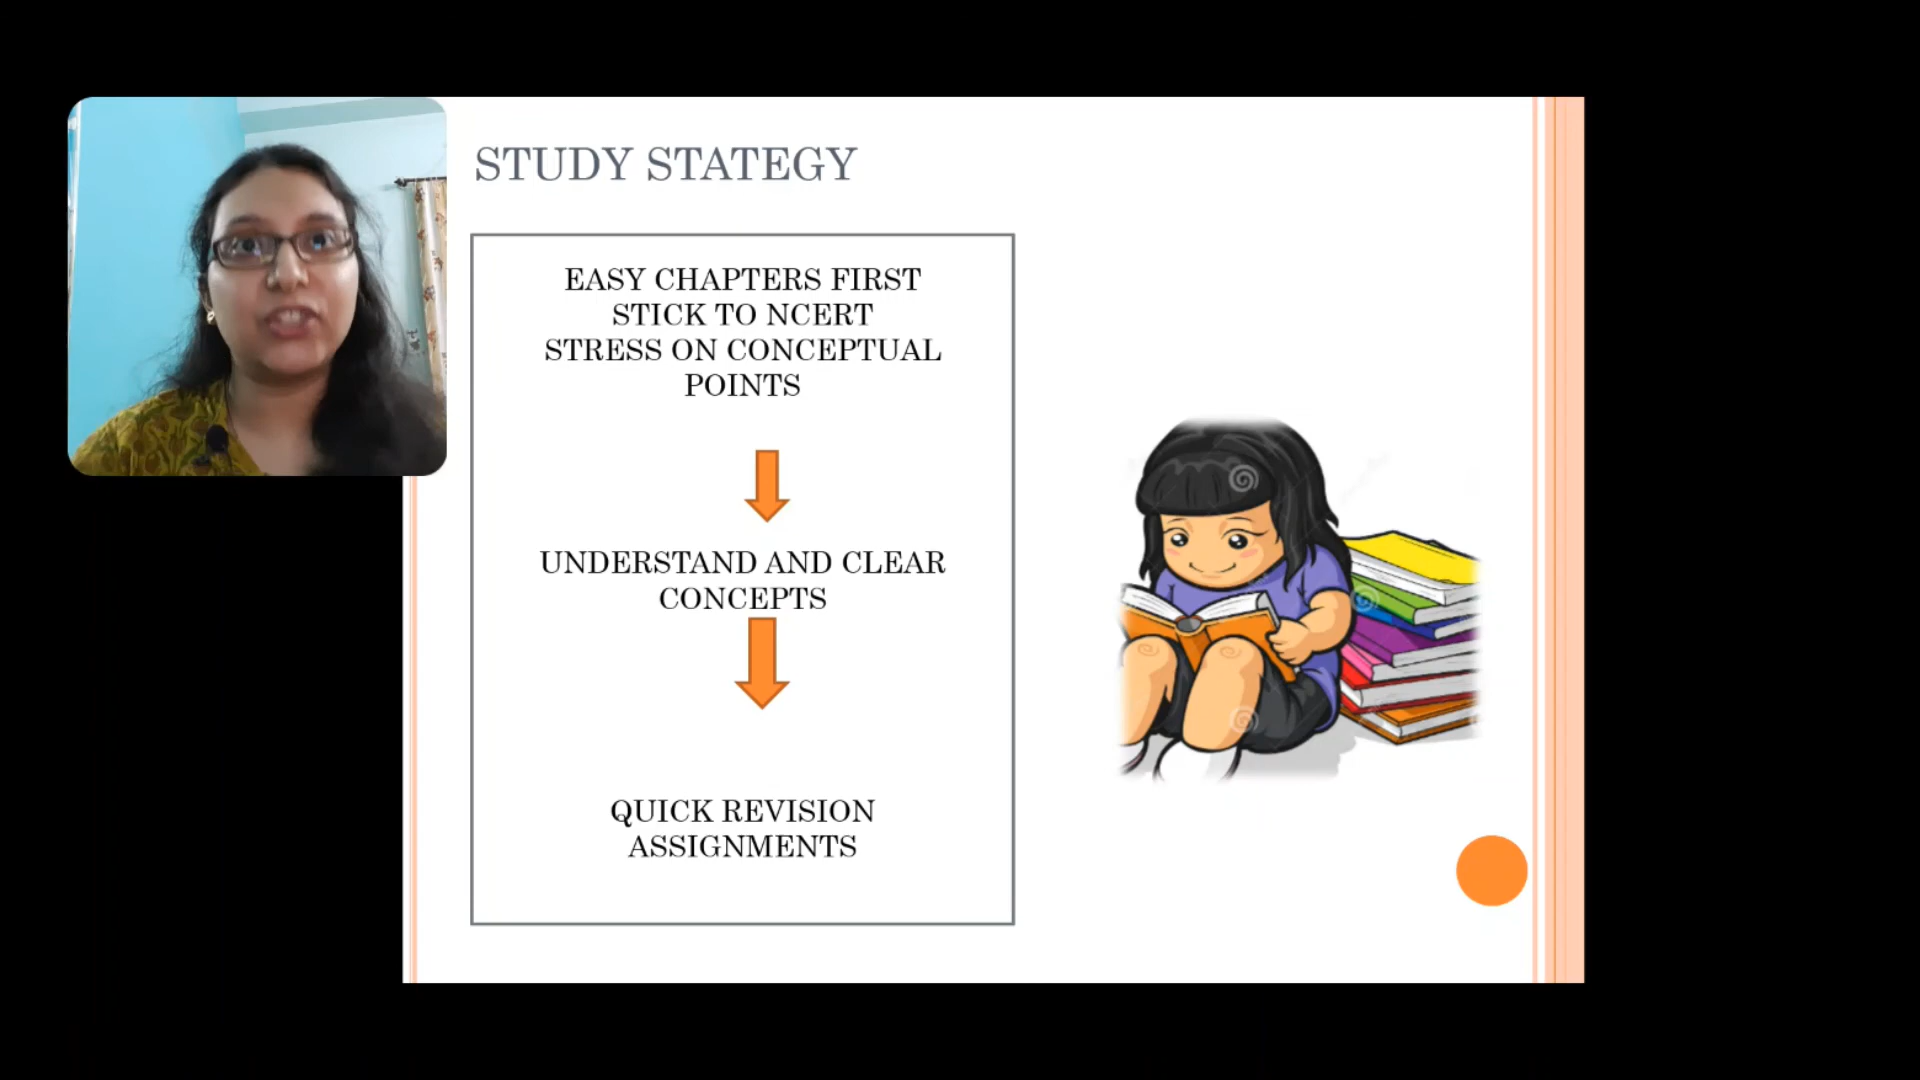 STUDY STATEGY
EASY CHAPTERS FIRST
STICK TO NCERT
STRESS ON CONCEPTUAL
POINTS
UNDERSTAND AND CLEAR
CONCEPTS
QUICK REVISION
ASSIGNMENTS